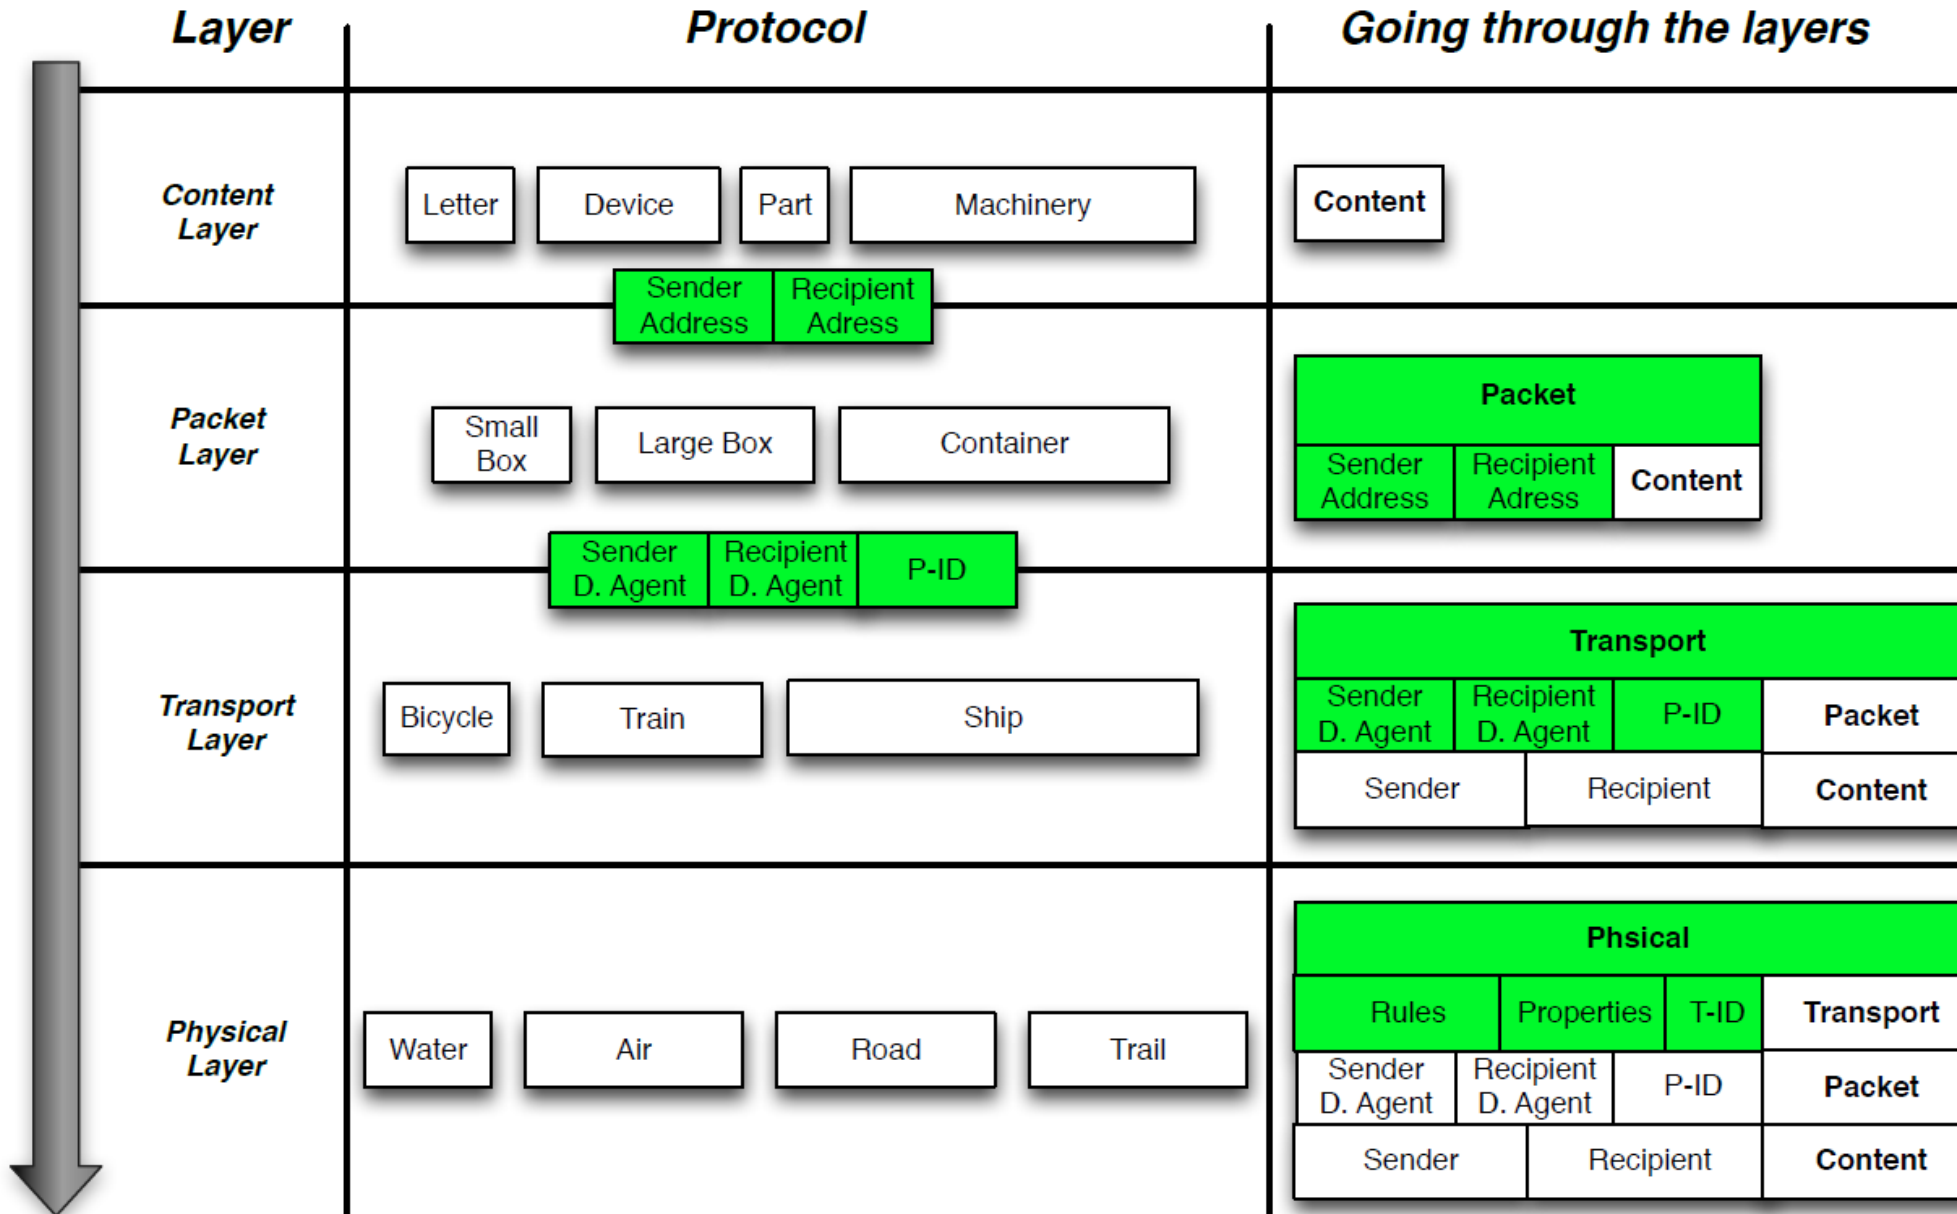 Layer
Protocol
Going through the layers
Content
Layer
Letter
Device
Part
Machinery
Content
Sender
Address
Recipient
Adress
Packet
Layer
Small
Box
Large Box
Container
Packet
Sender
Address
Recipient
Adress
Content
Sender
D. Agent
Recipient
D. Agent
P-ID
Transport
Layer
Bicycle
Train
Ship
Transport
Sender
D. Agent
Recipient
D. Agent
P-ID
Packet
Sender
Recipient
Content
Physical
Layer
Water
Air
Road
Trail
Phsical
Rules
Properties
T-ID
Transport
Sender
D. Agent
Recipient
D. Agent
P-ID
Packet
Sender
Recipient
Content